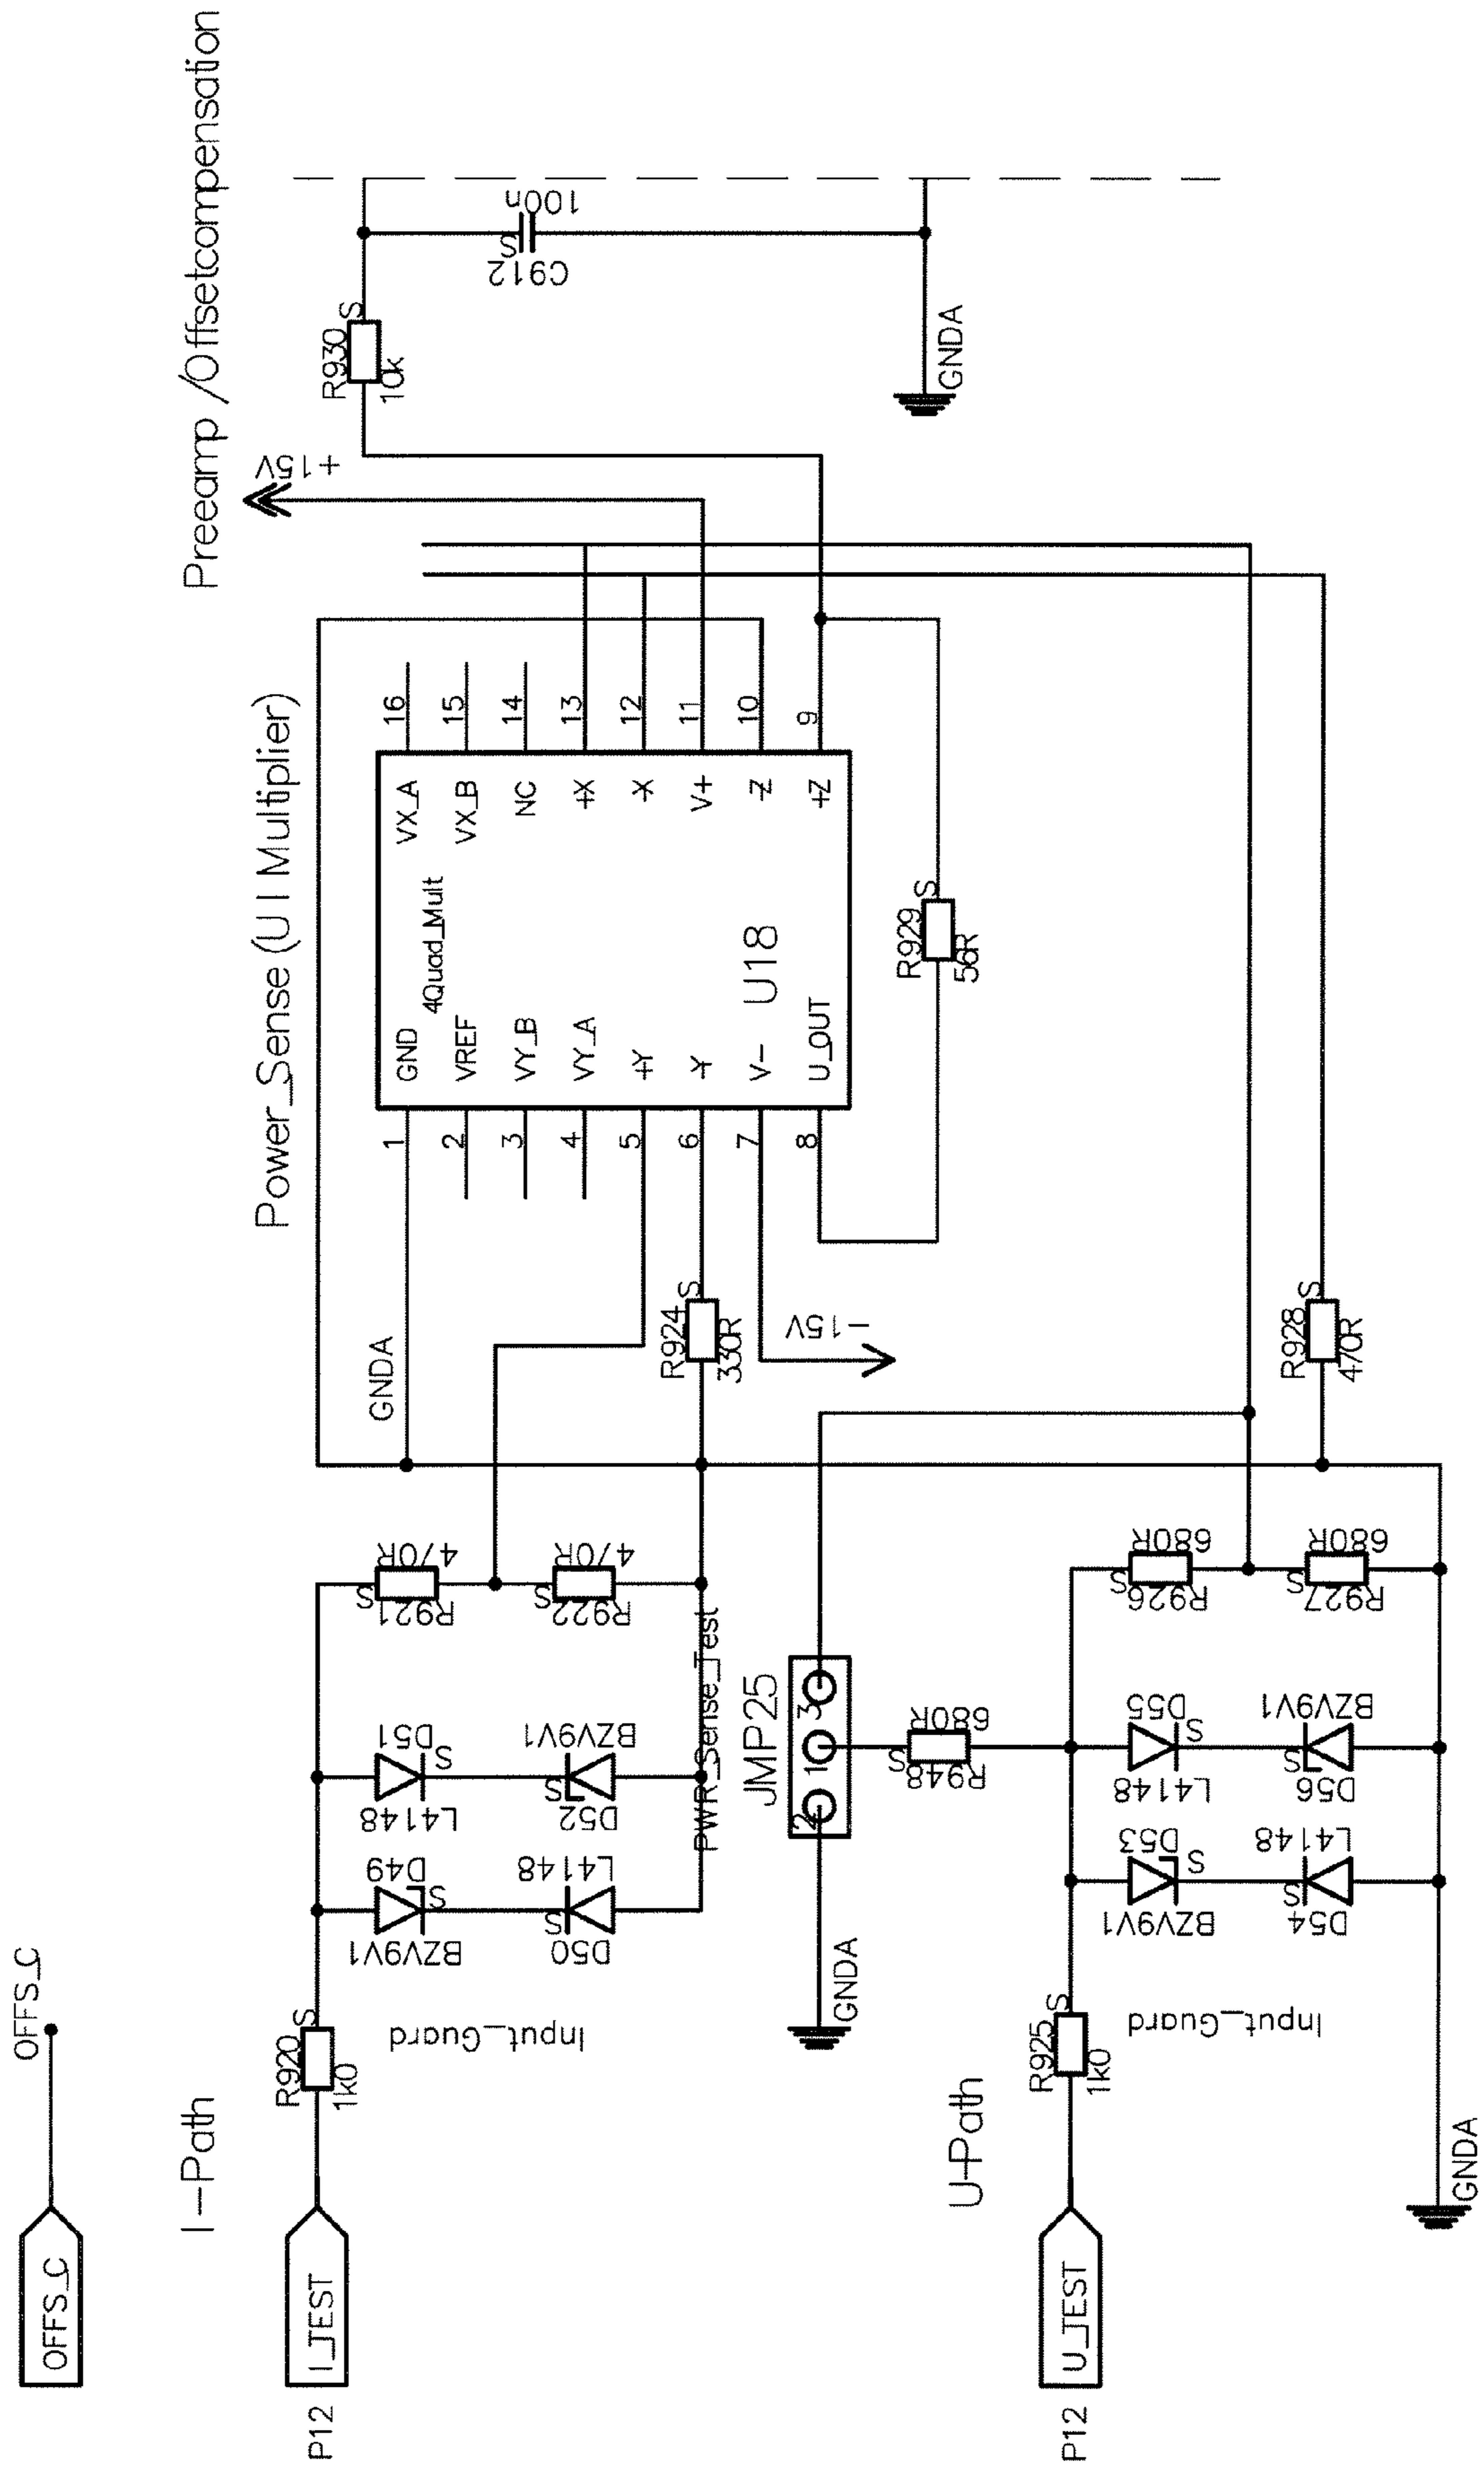 Preeamp /Offsetcompensation
Power_Sense (U I Multiplier)
OFFS_C
OFFS_C
I-Path
P12
I_TEST
R920
S
1k0
Input_Guard
D49
S
BZV9V1
D50
S
L4148
D51
S
L4148
D52
S
BZV9V1
R921
S
470R
R922
S
470R
PWR_Sense_Test
GNDA
R924
S
330R
-15V
1
2
3
4
5
6
7
8
GND
VREF
VY_B
VY_A
+Y
-Y
V-
U_OUT
4Quad_Mult
U18
VX_A
VX_B
NC
+X
-X
V+
-Z
+Z
16
15
14
13
12
11
10
9
R929
S
56R
+15V
R930
S
10k
C912
S
100n
GNDA
JMP25
2
1
3
GNDA
R948
S
680R
U-Path
P12
U_TEST
R925
S
1k0
Input_Guard
D53
S
BZV9V1
D54
S
L4148
D55
S
L4148
D56
S
BZV9V1
R926
S
680R
R927
S
680R
R928
S
470R
GNDA